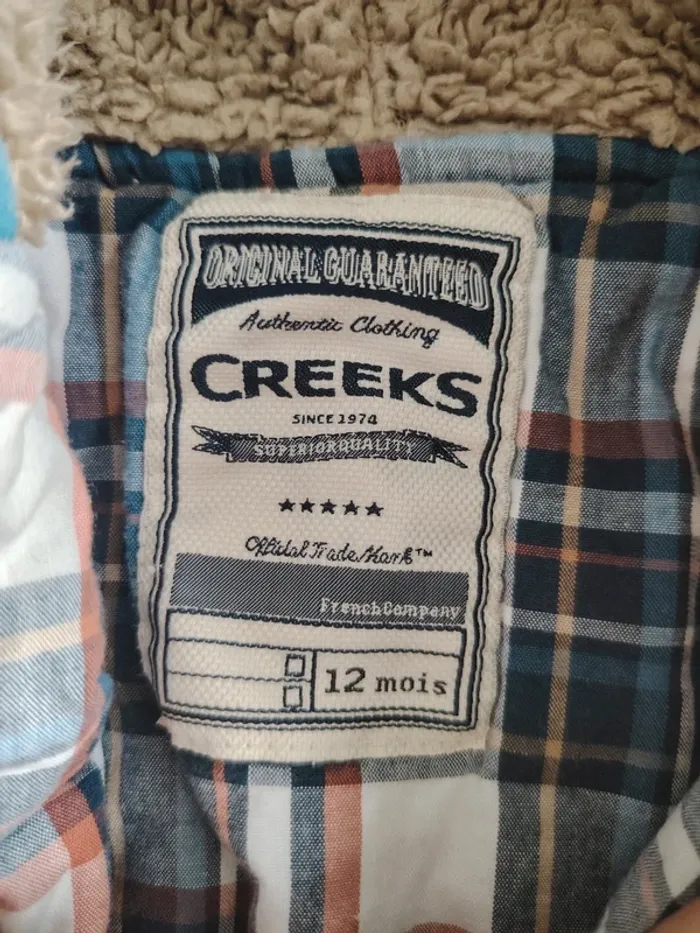 ORIGINAL GUARANTEED
Authentic Clothing
CREEKS
SINCE 1974
SUPERIOR QUALITY
Official Trade Mark™
French Company
12 mois